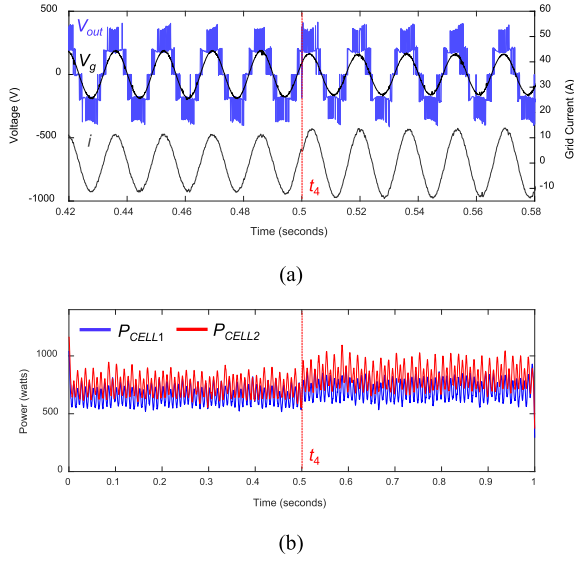 500
0
-500
-1000
Voltage (V)
V_out
V_g
i
t_4
60
50
40
30
20
10
0
-10
Grid Current (A)
0.42
0.44
0.46
0.48
0.5
0.52
0.54
0.56
0.58
Time (seconds)
(a)
P_CELL1
P_CELL2
1000
500
0
Power (watts)
t_4
0
0.1
0.2
0.3
0.4
0.5
0.6
0.7
0.8
0.9
1
Time (seconds)
(b)